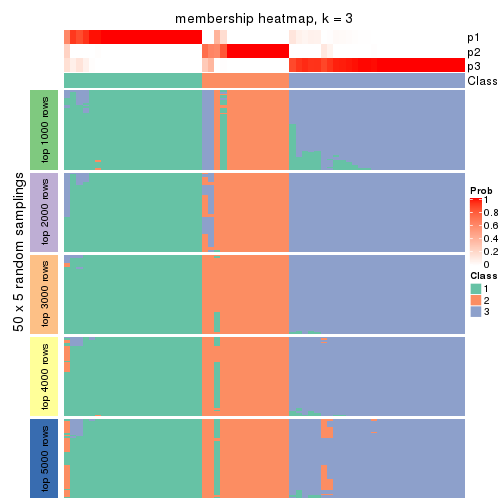 membership heatmap, k = 3
p1
p2
p3
Class
50 x 5 random samplings
top 1000 rows
top 2000 rows
top 3000 rows
top 4000 rows
top 5000 rows
Prob
1
0.8
0.6
0.4
0.2
0
Class
1
2
3